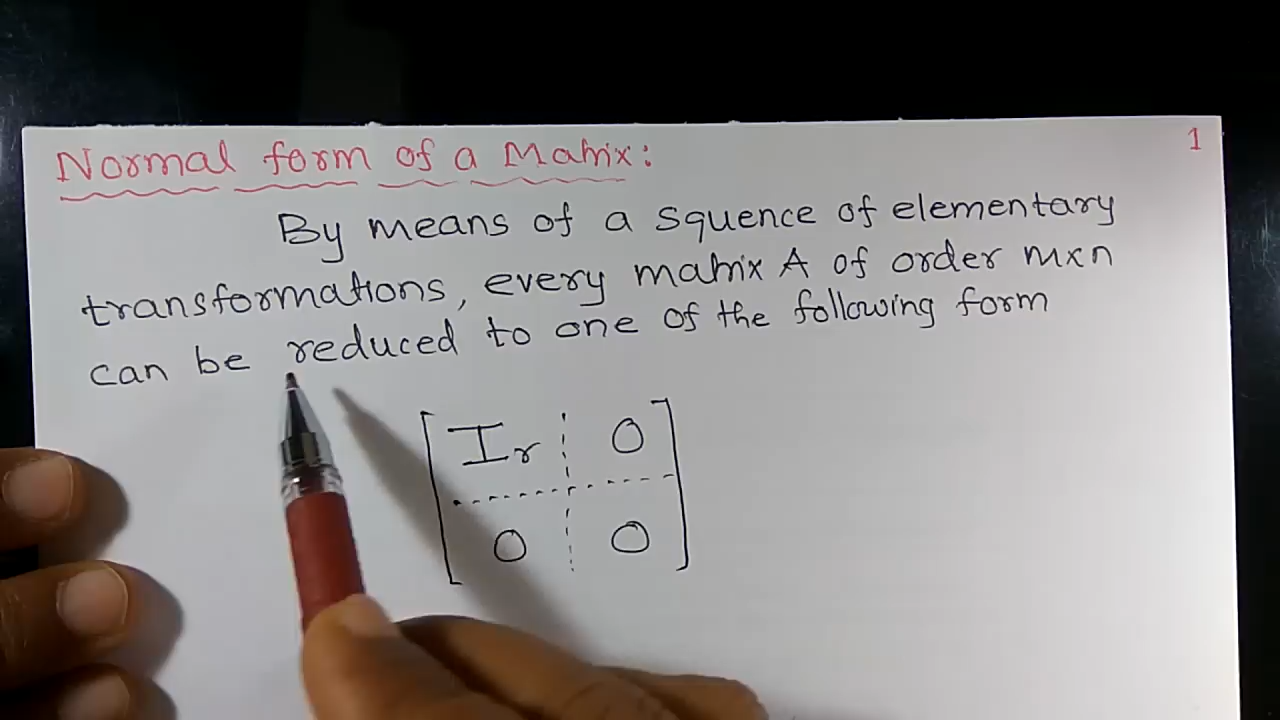 Normal form of a Matrix:
1
By means of a squence of elementary
transformations, every matrix A of order mxn
can be reduced to one of the following form
Ir 0
0 0